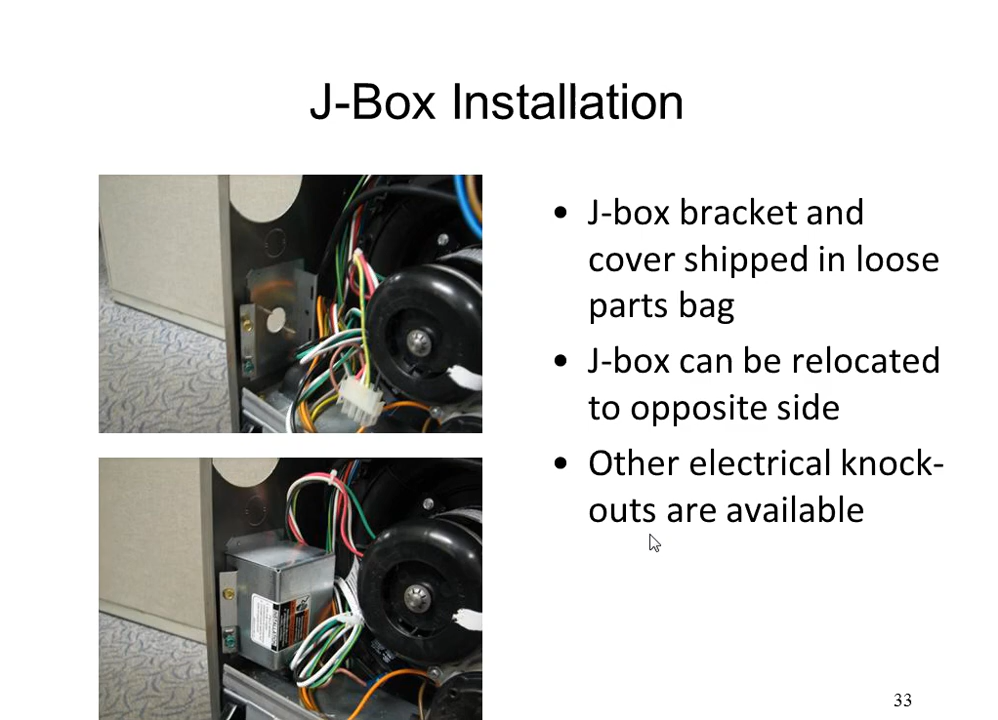 J-Box Installation
• J-box bracket and
cover shipped in loose
parts bag
• J-box can be relocated
to opposite side
• Other electrical knock-
outs are available
33